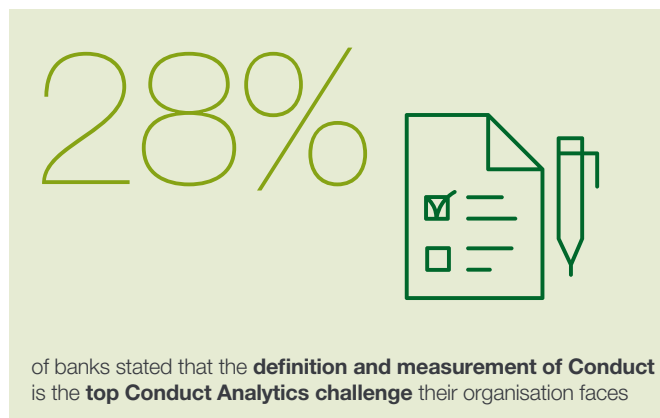 28%
of banks stated that the definition and measurement of Conduct
is the top Conduct Analytics challenge their organisation faces